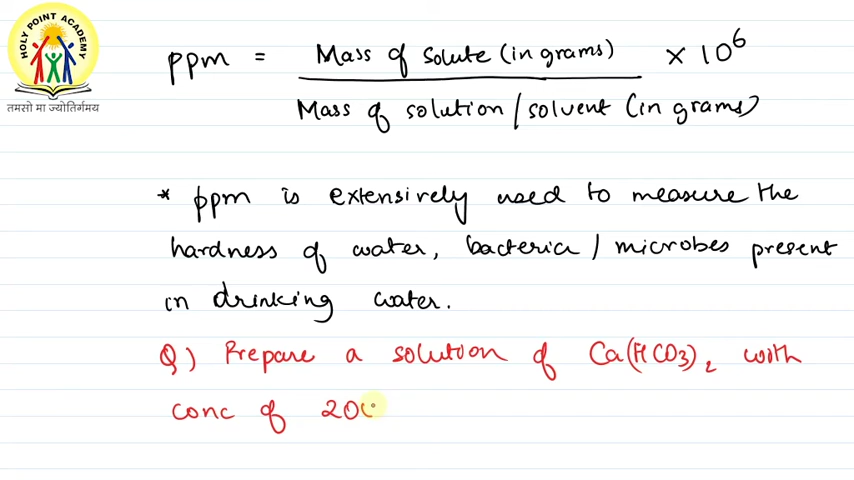 HOLY POINT ACADEMY
तमसो मा ज्योतिर्गमय
ppm = Mass of solute (in grams) × 10⁶
Mass of solution / solvent (in grams)
* ppm is extensively used to measure the
hardness of water, bacteria / microbes present
in drinking water.
Q) Prepare a solution of Ca(HCO3)₂ with
conc of